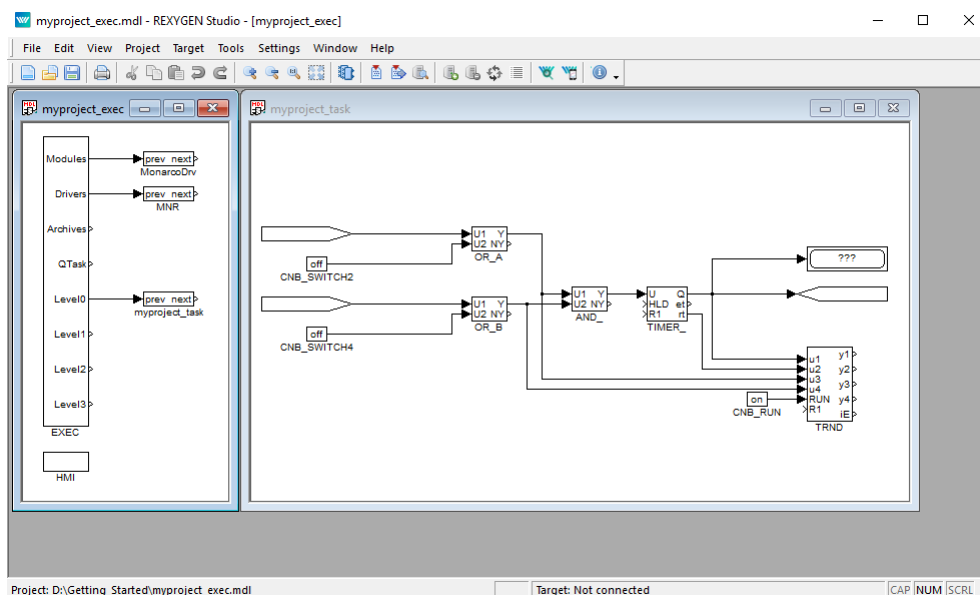 myproject_exec.mdl - REXYGEN Studio - [myproject_exec]
File Edit View Project Target Tools Settings Window Help
myproject_exec
Modules
prev next
MonarcoDrv
Drivers
prev next
MNR
Archives
QTask
Level0
prev next
myproject_task
Level1
Level2
Level3
EXEC
HMI
myproject_task
U1 Y
U2 NY
OR_A
off
CNB_SWITCH2
U1 Y
U2 NY
OR_B
off
CNB_SWITCH4
U1 Y
U2 NY
AND_
U Q
HLD et
R1 rt
TIMER_
???
u1 y1
u2 y2
u3 y3
u4
RUN y4
R1 iE
TRND
on
CNB_RUN
Project: D:\Getting_Started\myproject_exec.mdl
Target: Not connected
CAP NUM SCRL